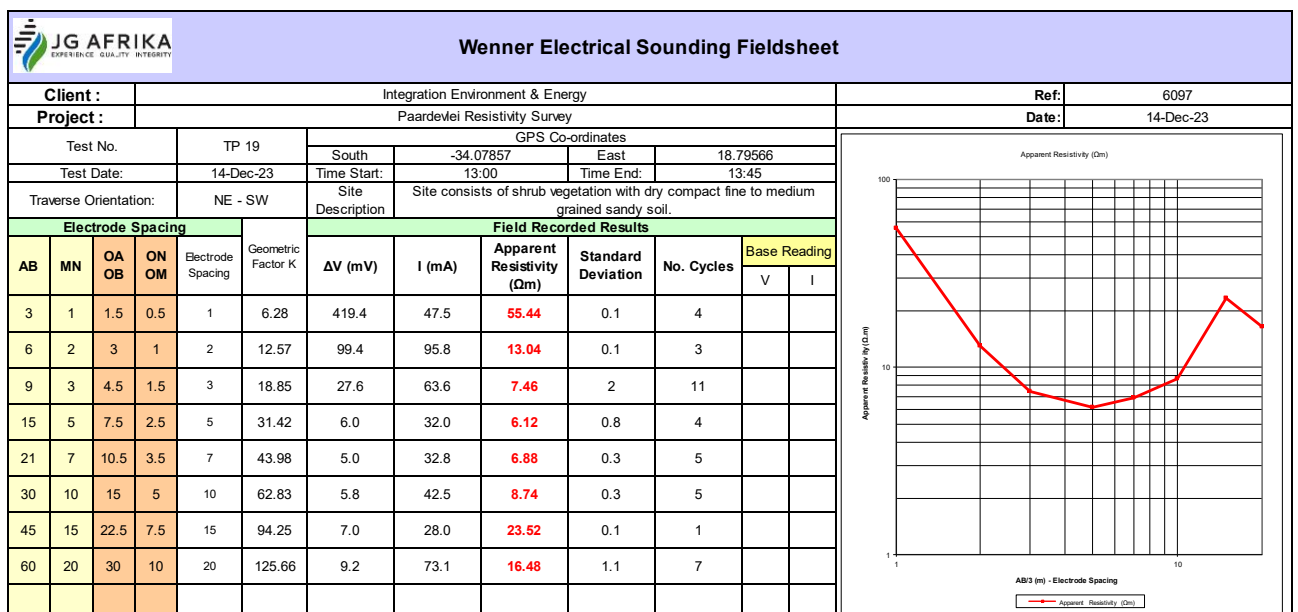 JG AFRIKA
EXPERIENCE QUALITY INTEGRITY
Wenner Electrical Sounding Fieldsheet
Client : Integration Environment & Energy Ref: 6097
Project : Paardevlei Resistivity Survey Date: 14-Dec-23
Test No. TP 19 GPS Co-ordinates
South -34.07857 East 18.79566
Test Date: 14-Dec-23 Time Start: 13:00 Time End: 13:45
Traverse Orientation: NE - SW Site Description Site consists of shrub vegetation with dry compact fine to medium
grained sandy soil.
Electrode Spacing Geometric Factor K Field Recorded Results
AB MN OA OB ON OM Electrode Spacing ΔV (mV) I (mA) Apparent Resistivity (Ωm) Standard Deviation No. Cycles Base Reading
V I
3 1 1.5 0.5 1 6.28 419.4 47.5 55.44 0.1 4
6 2 3 1 2 12.57 99.4 95.8 13.04 0.1 3
9 3 4.5 1.5 3 18.85 27.6 63.6 7.46 2 11
15 5 7.5 2.5 5 31.42 6.0 32.0 6.12 0.8 4
21 7 10.5 3.5 7 43.98 5.0 32.8 6.88 0.3 5
30 10 15 5 10 62.83 5.8 42.5 8.74 0.3 5
45 15 22.5 7.5 15 94.25 7.0 28.0 23.52 0.1 1
60 20 30 10 20 125.66 9.2 73.1 16.48 1.1 7
Apparent Resistivity (Ωm)
100
10
1
Apparent Resistivity (Ω.m)
1 10
AB/3 (m) - Electrode Spacing
Apparent Resistivity (Ωm)